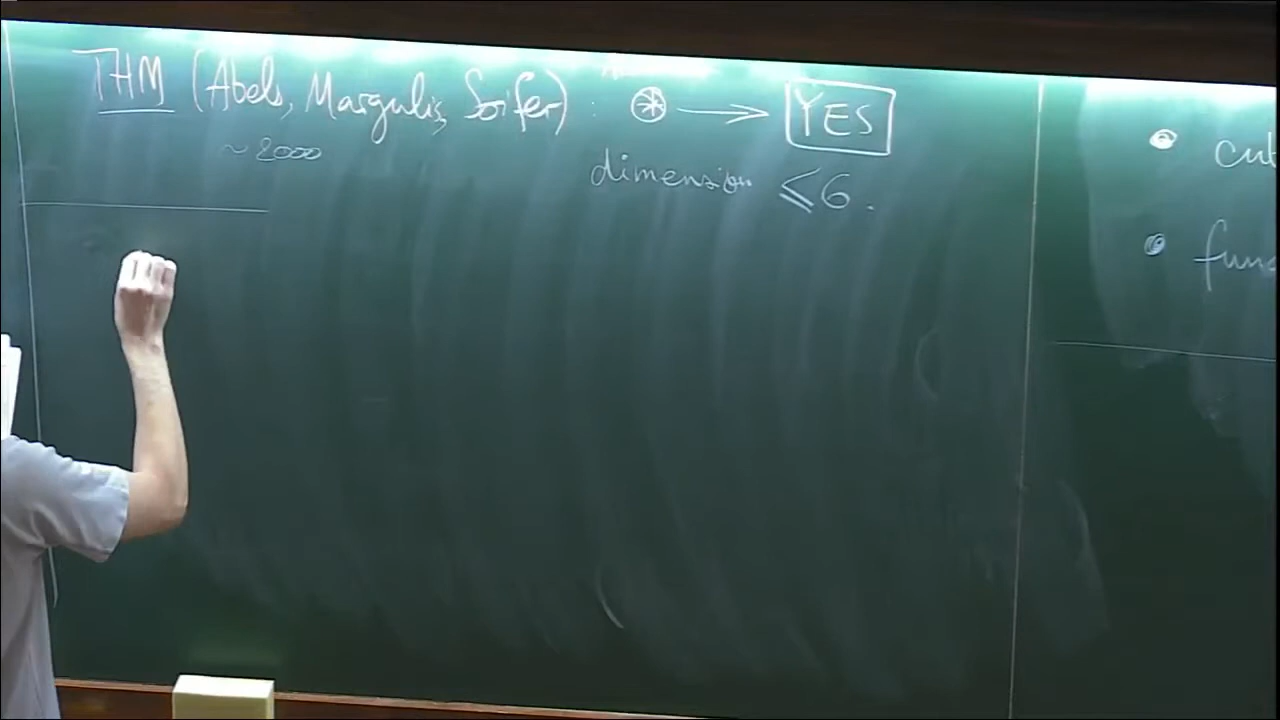 THM (Abels, Margulis, Soifer) : ⊛ → YES
~2000
dimension ⩽6.